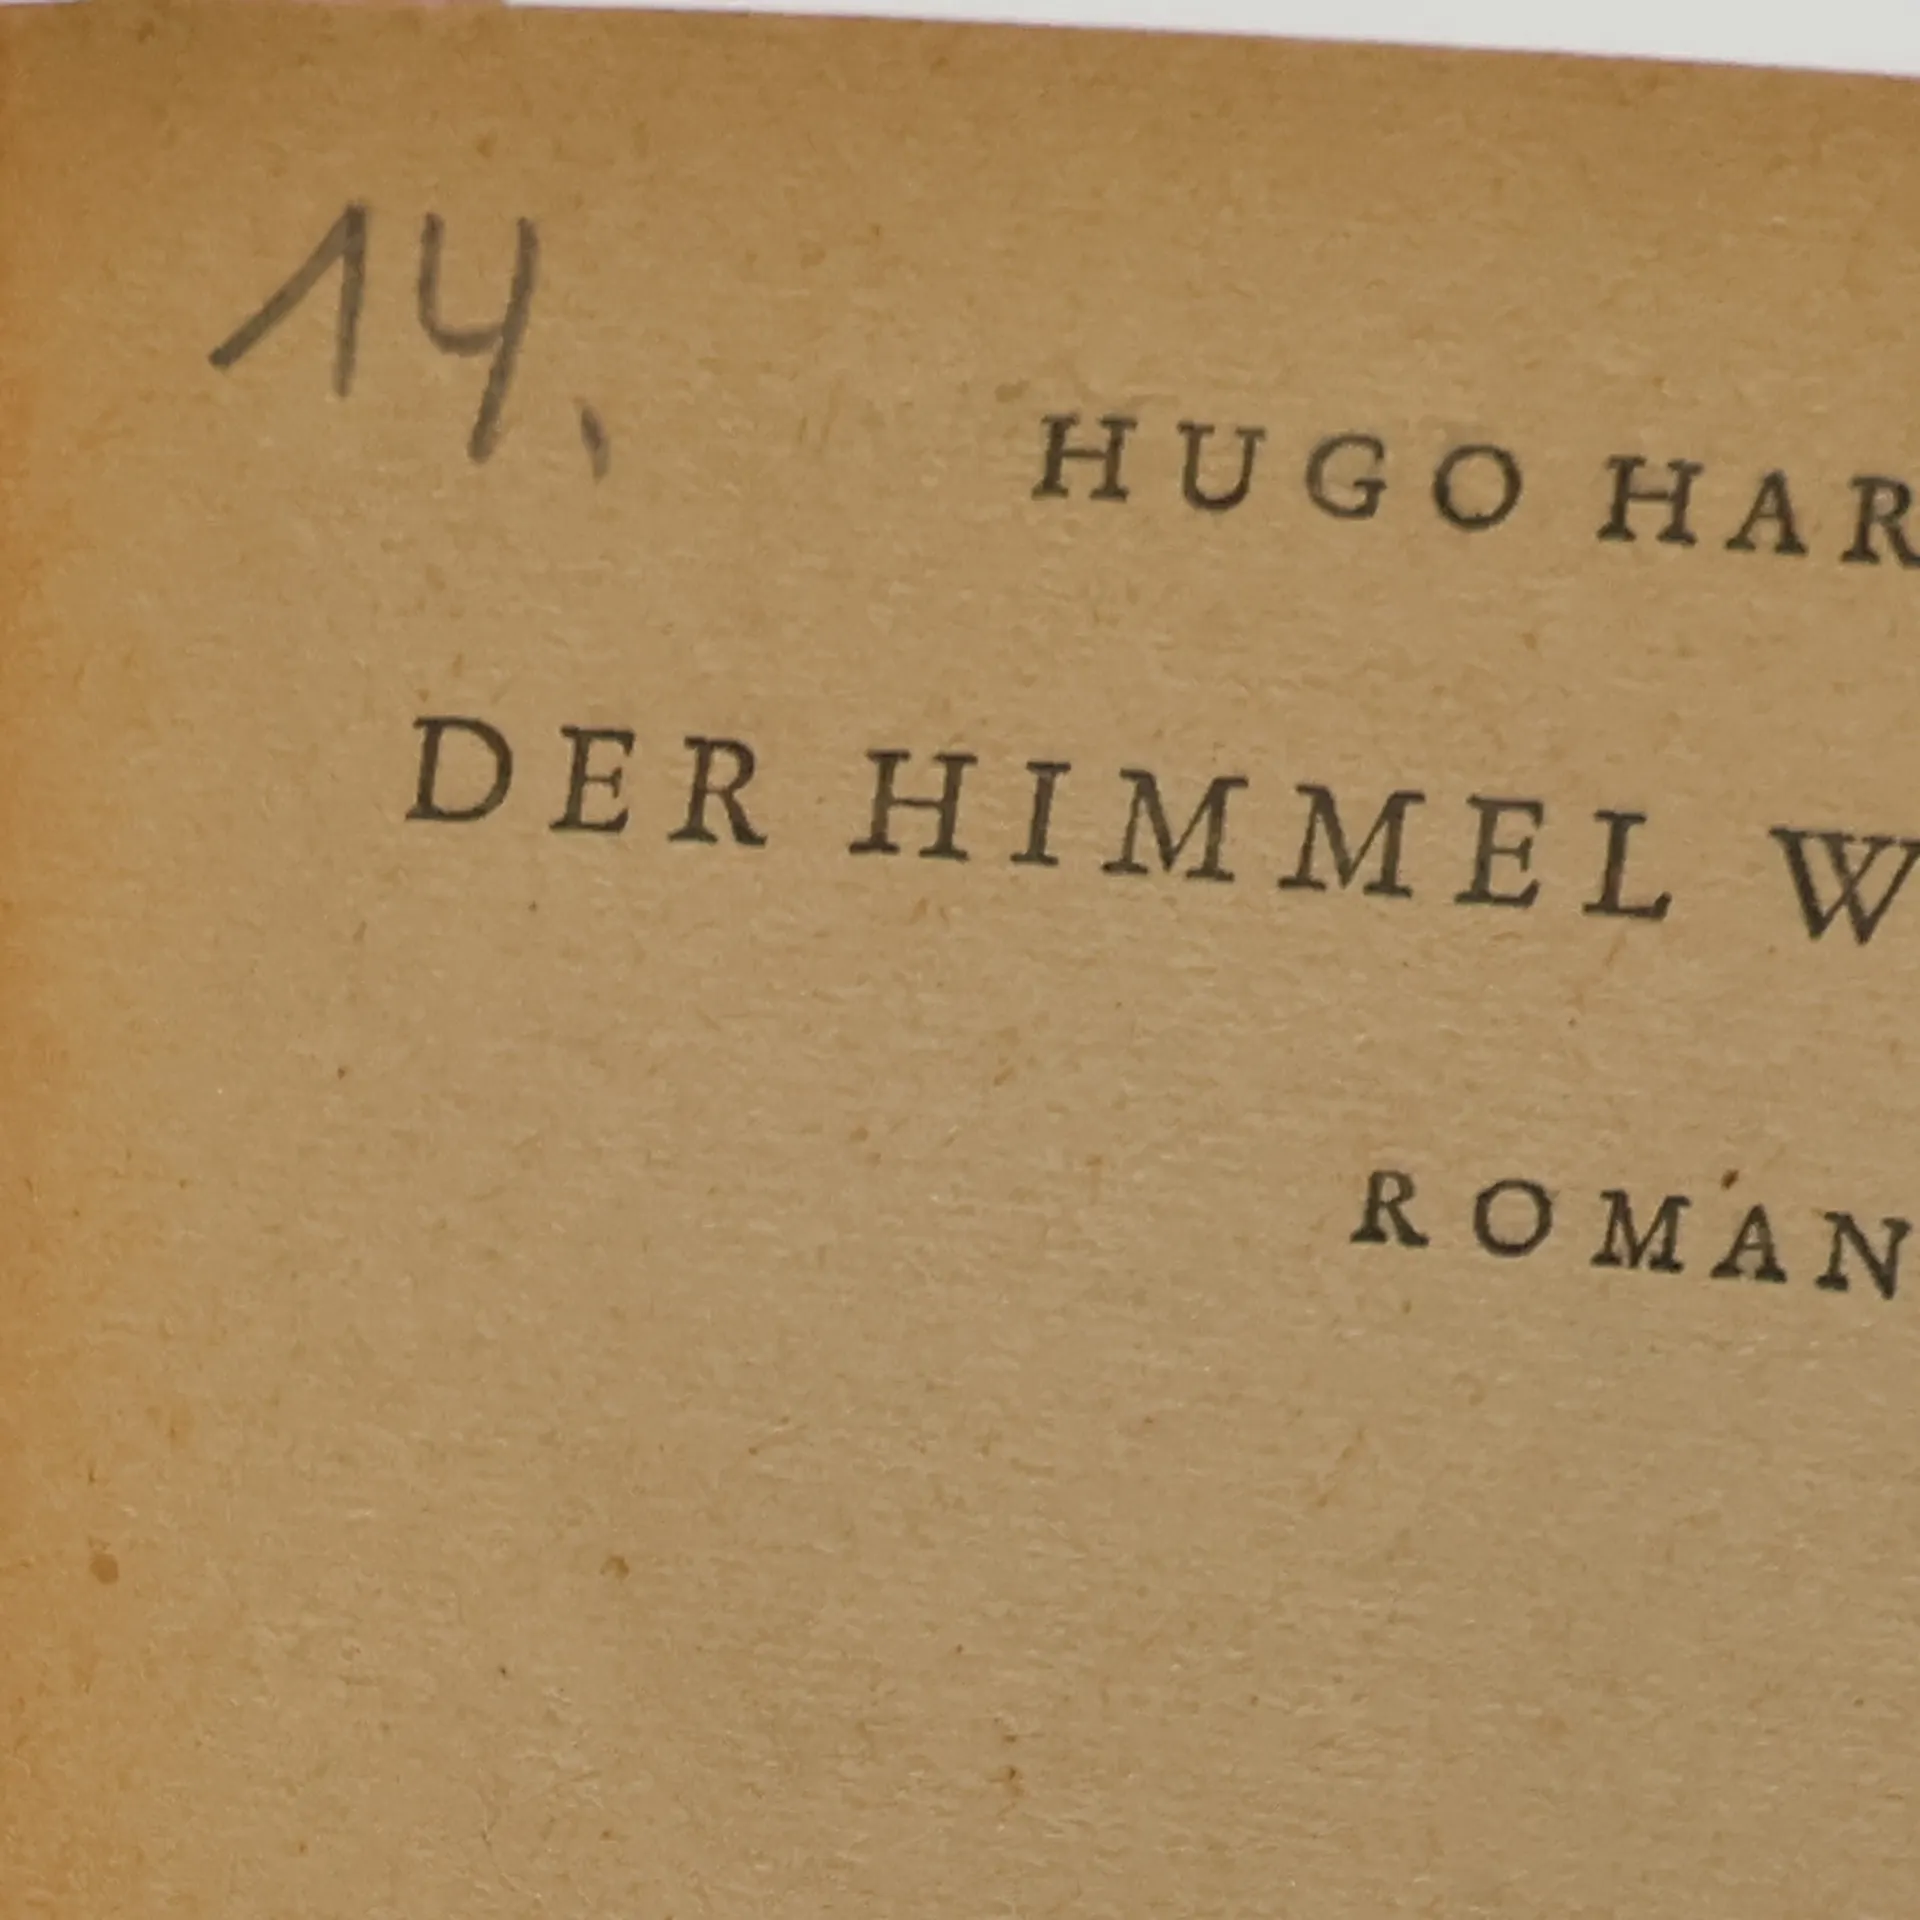 14.
HUGO HAR
DER HIMMEL W
ROMAN